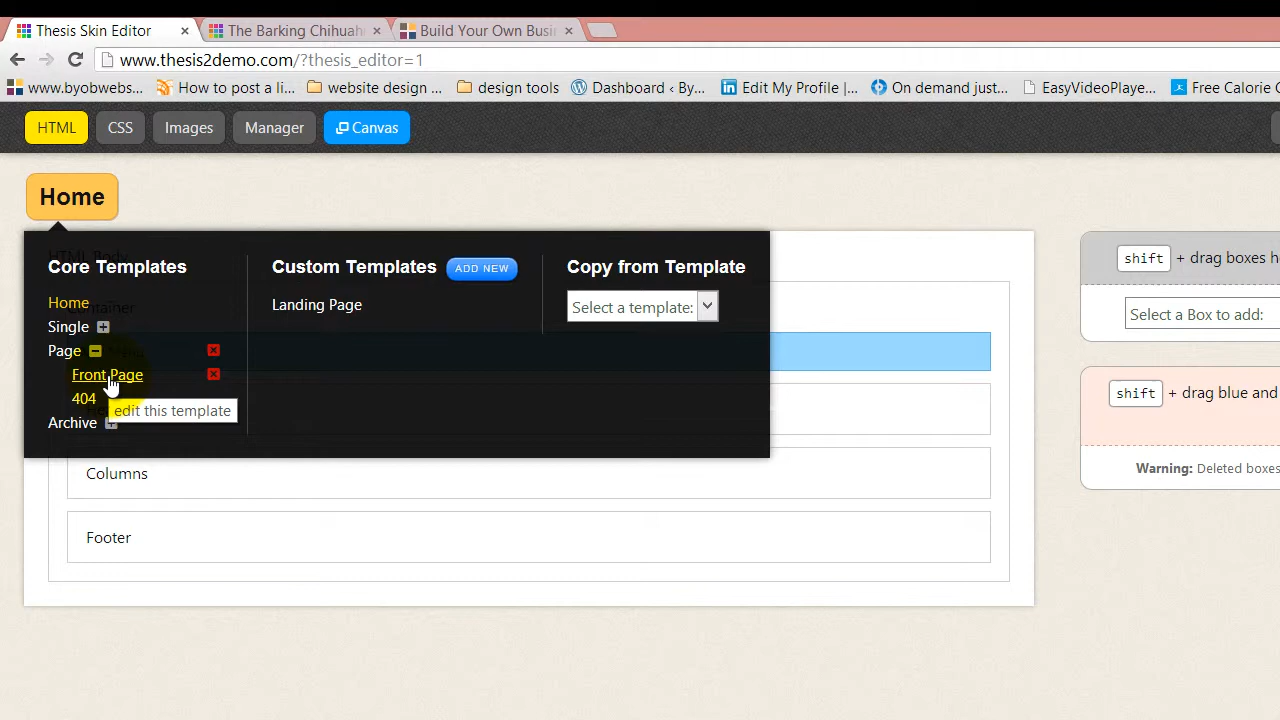 Thesis Skin Editor
The Barking Chihuah
Build Your Own Busi
www.thesis2demo.com/?thesis_editor=1
www.byobwebs...
How to post a li...
website design ...
design tools
Dashboard ‹ By...
Edit My Profile |...
On demand just...
EasyVideoPlaye...
Free Calorie C
HTML
CSS
Images
Manager
Canvas
Home
Core Templates
Custom Templates
ADD NEW
Copy from Template
Home
Landing Page
Select a template:
Single
Page
Front Page
404
edit this template
Archive
Container
Columns
Footer
shift + drag boxes he
Select a Box to add:
shift + drag blue and
Warning: Deleted boxes